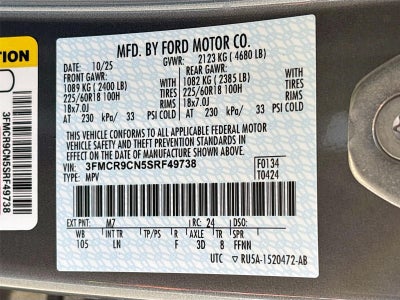 MFD. BY FORD MOTOR CO.
10/25 GVWR: 2123 KG (4680 LB)
FRONT GAWR: REAR GAWR:
1089 KG (2400 LB) 1082 KG (2385 LB)
225/60R18 100H TIRES 225/60R18 100H TIRES
18x7.0J RIMS 18x7.0J RIMS
AT 230 kPa/ 33 PSI COLD AT 230 kPa/ 33 PSI COLD
THIS VEHICLE CONFORMS TO ALL APPLICABLE FEDERAL MOTOR
VEHICLE SAFETY AND THEFT PREVENTION STANDARDS IN EFFECT ON
THE DATE OF MANUFACTURE SHOWN ABOVE.
VIN: 3FMCR9CN5SRF49738 F0134
TYPE: MPV T0424
EXT PNT: M7 RC: 24 DSO:
WB INT TR TP/PS R AX TR SPR
105 LN F 3D 8 FFNN
UTC RU5A-1520472-AB
TION
3FMCR9CN5SRF49738